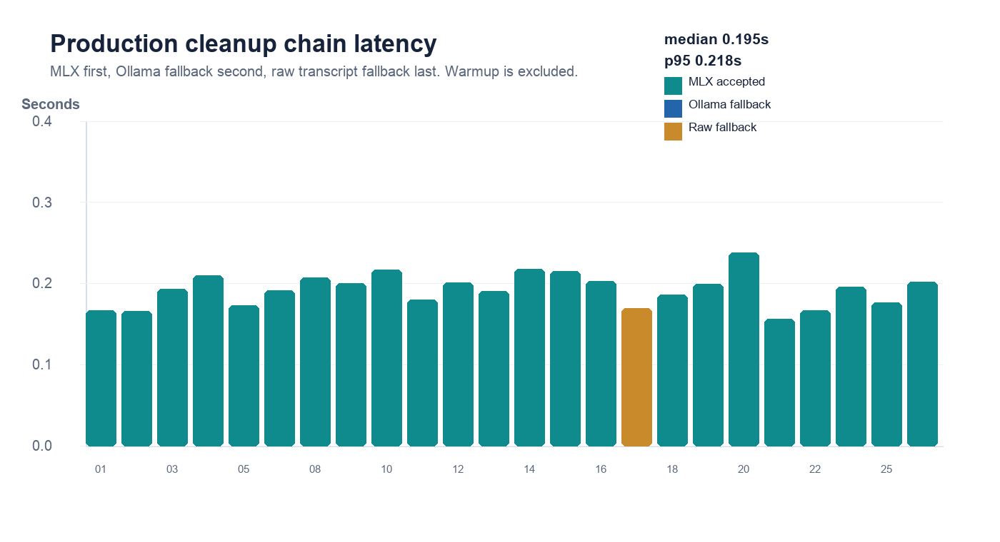 Production cleanup chain latency
MLX first, Ollama fallback second, raw transcript fallback last. Warmup is excluded.
median 0.195s
p95 0.218s
MLX accepted
Ollama fallback
Raw fallback
Seconds
0.4
0.3
0.2
0.1
0.0
01 03 05 08 10 12 14 16 18 20 22 25